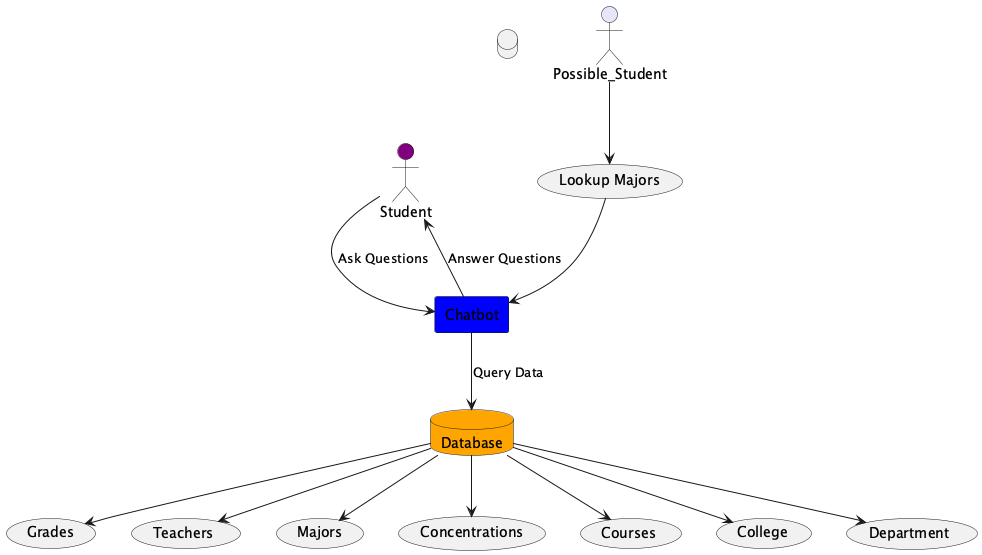 Possible_Student
Lookup Majors
Student
Ask Questions
Answer Questions
Chatbot
Query Data
Database
Grades
Teachers
Majors
Concentrations
Courses
College
Department